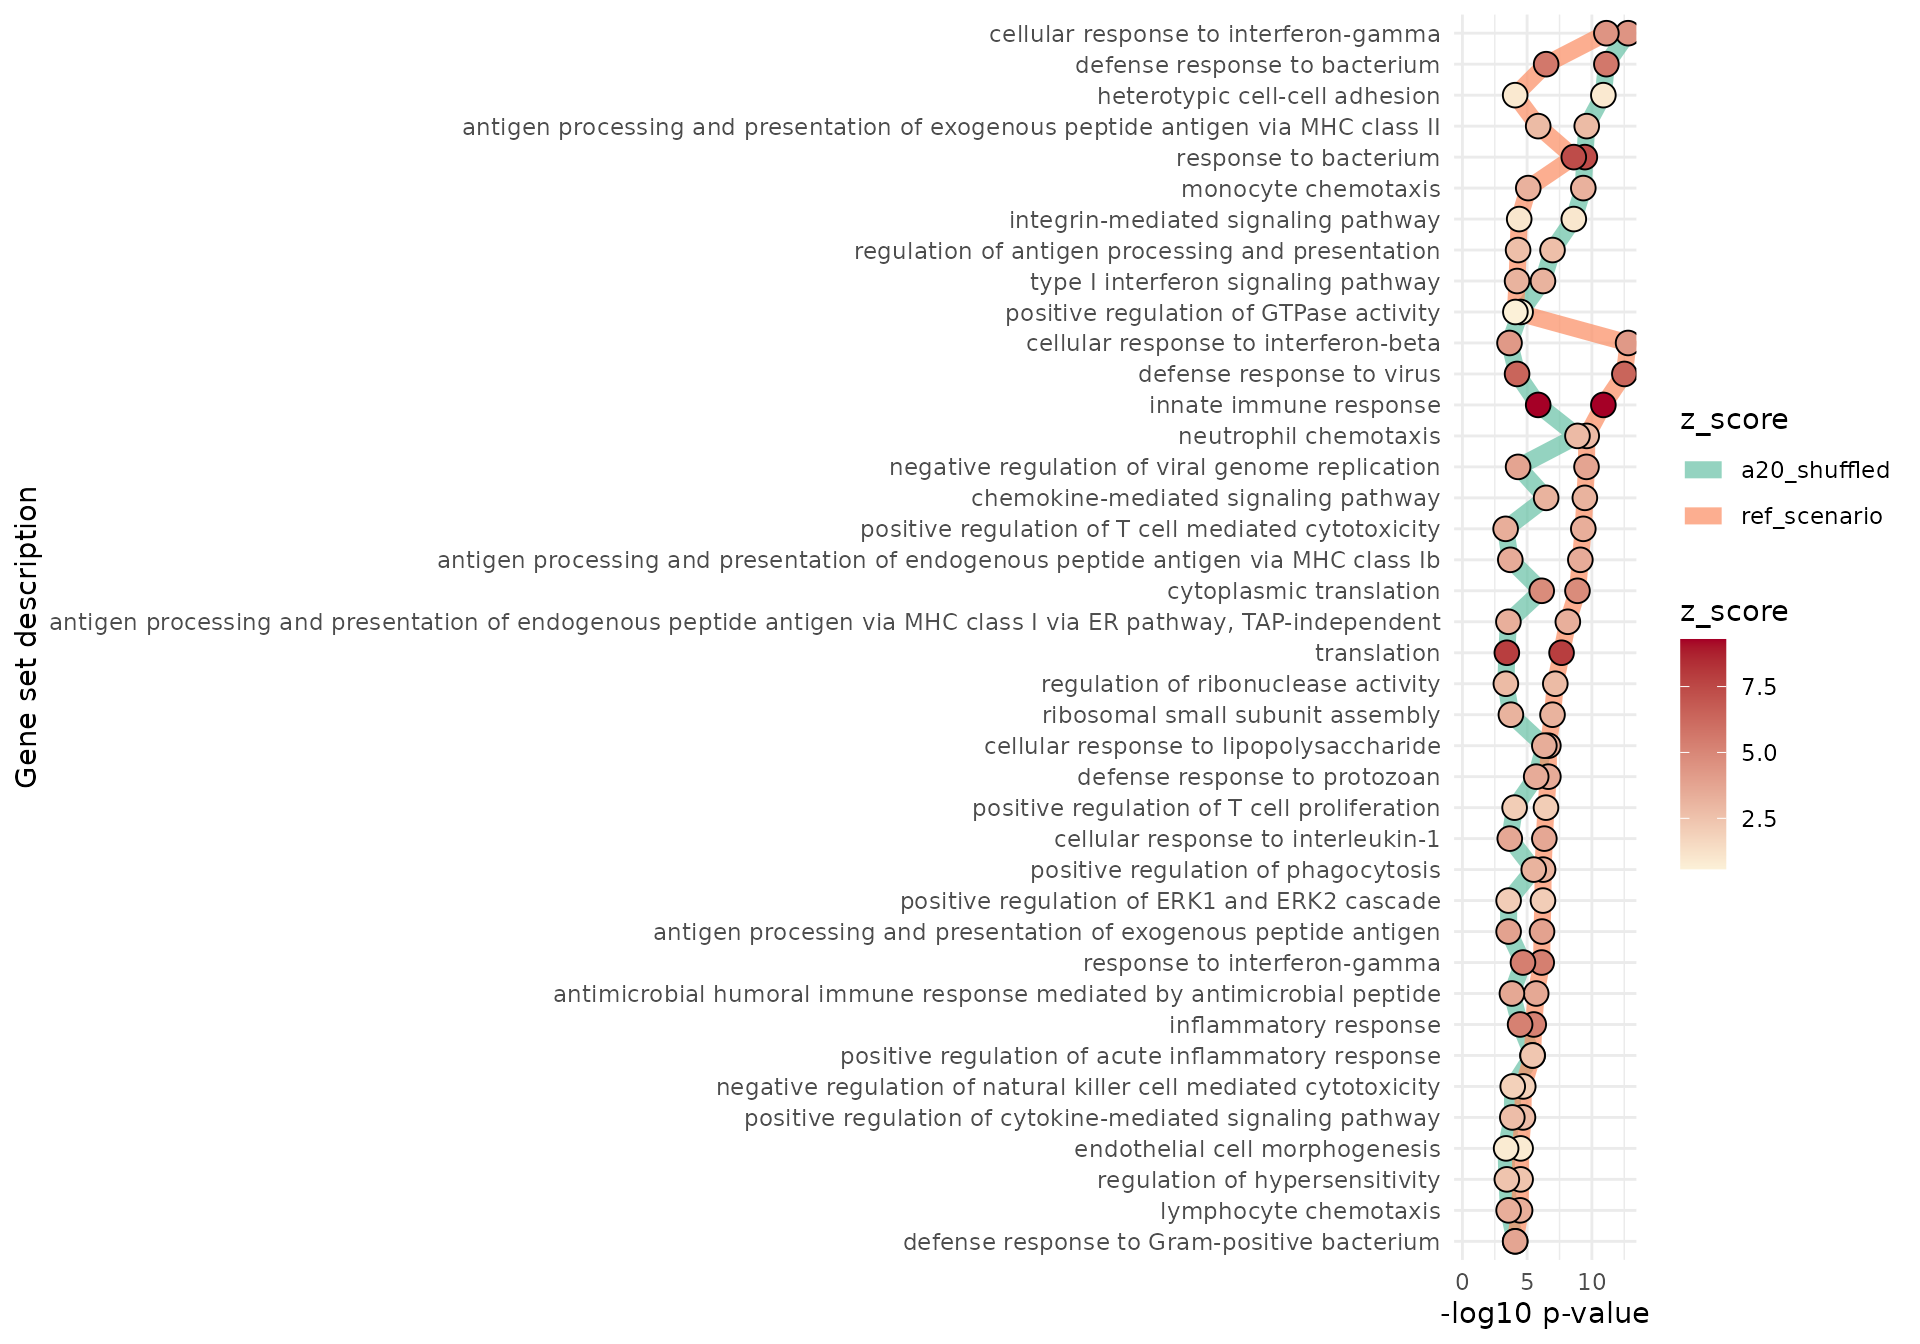 cellular response to interferon-gamma
defense response to bacterium
heterotypic cell-cell adhesion
antigen processing and presentation of exogenous peptide antigen via MHC class II
response to bacterium
monocyte chemotaxis
integrin-mediated signaling pathway
regulation of antigen processing and presentation
type I interferon signaling pathway
positive regulation of GTPase activity
cellular response to interferon-beta
defense response to virus
innate immune response
neutrophil chemotaxis
negative regulation of viral genome replication
chemokine-mediated signaling pathway
positive regulation of T cell mediated cytotoxicity
antigen processing and presentation of endogenous peptide antigen via MHC class Ib
cytoplasmic translation
antigen processing and presentation of endogenous peptide antigen via MHC class I via ER pathway, TAP-independent
translation
regulation of ribonuclease activity
ribosomal small subunit assembly
cellular response to lipopolysaccharide
defense response to protozoan
positive regulation of T cell proliferation
cellular response to interleukin-1
positive regulation of phagocytosis
positive regulation of ERK1 and ERK2 cascade
antigen processing and presentation of exogenous peptide antigen
response to interferon-gamma
antimicrobial humoral immune response mediated by antimicrobial peptide
inflammatory response
positive regulation of acute inflammatory response
negative regulation of natural killer cell mediated cytotoxicity
positive regulation of cytokine-mediated signaling pathway
endothelial cell morphogenesis
regulation of hypersensitivity
lymphocyte chemotaxis
defense response to Gram-positive bacterium
Gene set description
0 5 10
-log10 p-value
z_score
a20_shuffled
ref_scenario
z_score
7.5
5.0
2.5